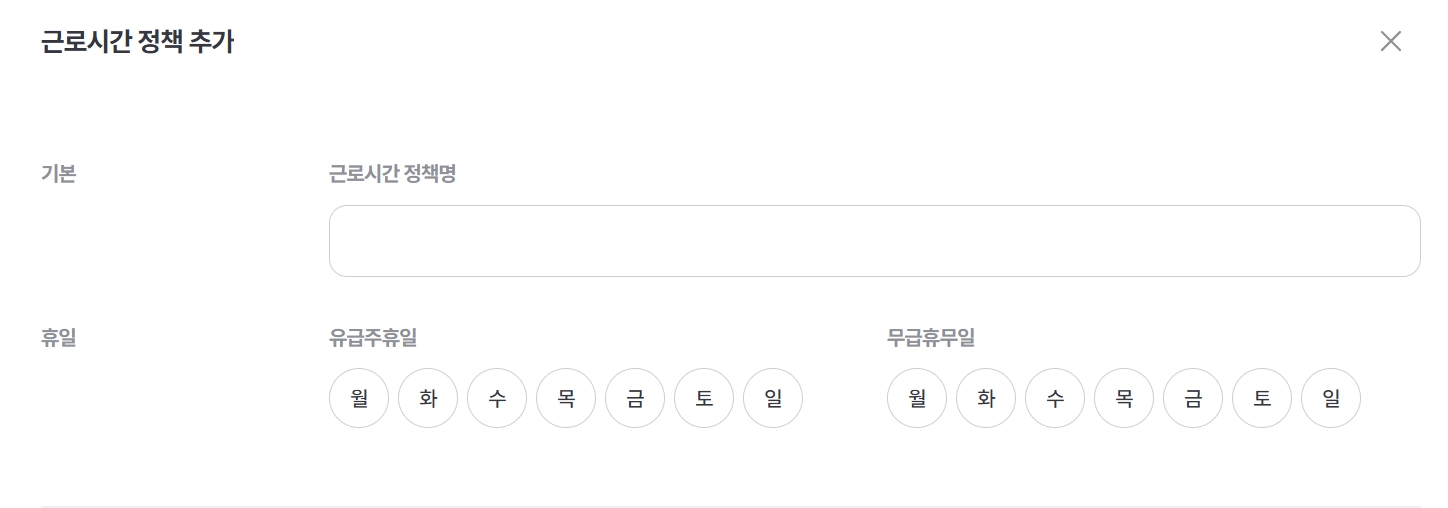 근로시간 정책 추가
기본
근로시간 정책명
휴일
유급주휴일
무급휴무일
월 화 수 목 금 토 일
월 화 수 목 금 토 일